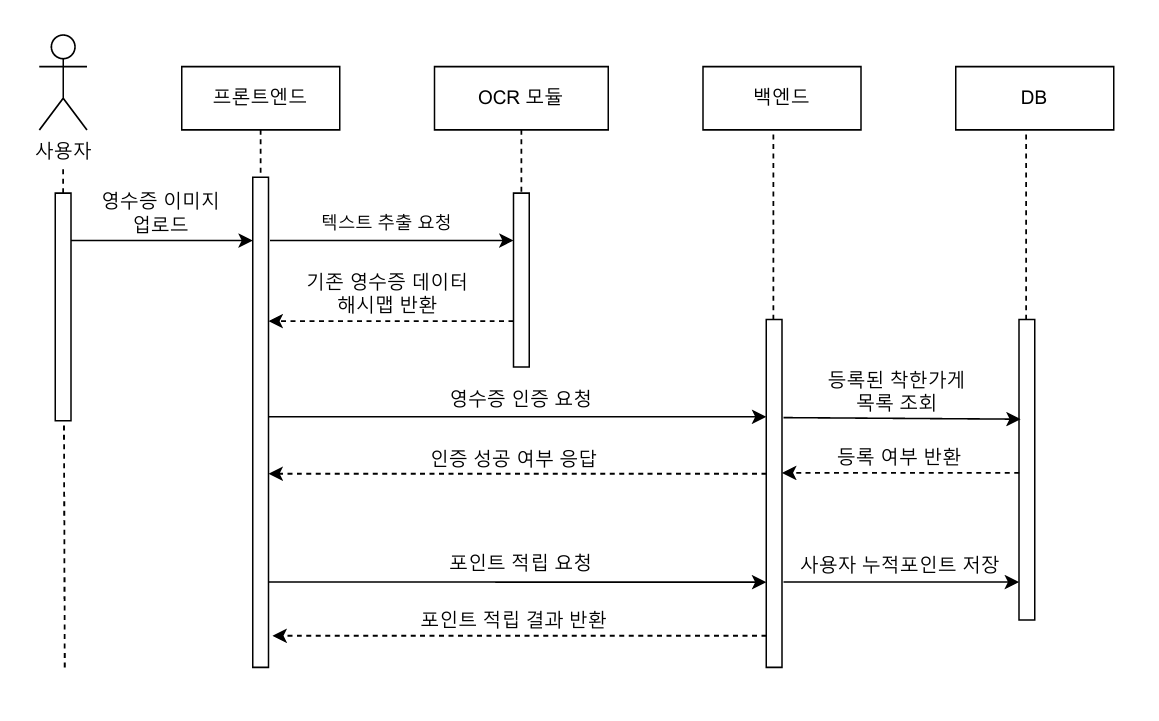 프론트엔드
OCR 모듈
백엔드
DB
사용자
영수증 이미지
업로드
텍스트 추출 요청
기존 영수증 데이터
해시맵 반환
영수증 인증 요청
등록된 착한가게
목록 조회
인증 성공 여부 응답
등록 여부 반환
포인트 적립 요청
사용자 누적포인트 저장
포인트 적립 결과 반환